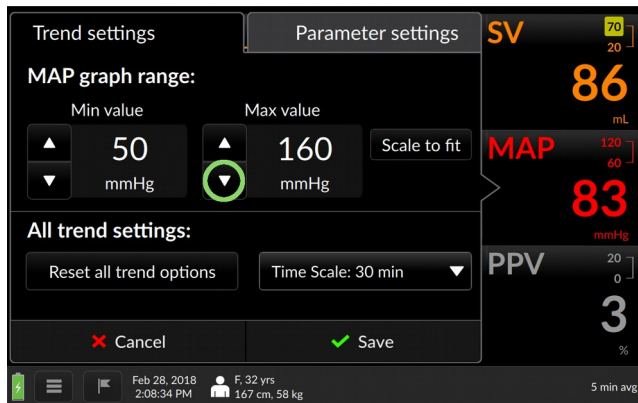 Trend settings
Parameter settings
MAP graph range:
Min value
Max value
50
mmHg
160
mmHg
Scale to fit
All trend settings:
Reset all trend options
Time Scale: 30 min
Cancel
Save
SV
70
20
86
mL
MAP
120
60
83
mmHg
PPV
20
0
3
%
Feb 28, 2018
2:08:34 PM
F, 32 yrs
167 cm, 58 kg
5 min avg